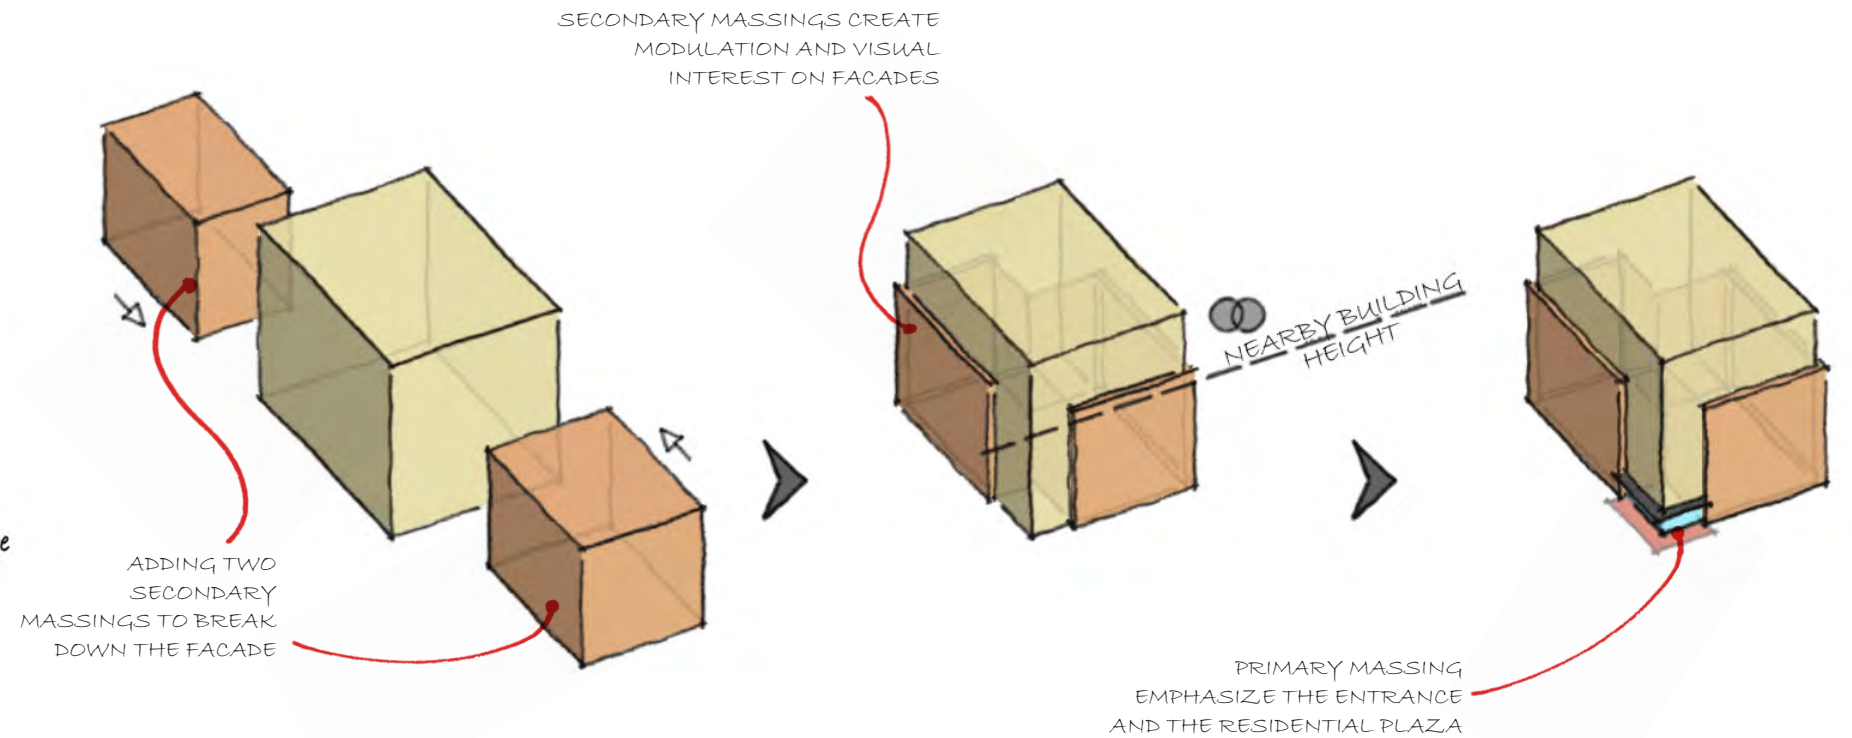 SECONDARY MASSINGS CREATE
MODULATION AND VISUAL
INTEREST ON FACADES
NEARBY BUILDING
HEIGHT
e
ADDING TWO
SECONDARY
MASSINGS TO BREAK
DOWN THE FACADE
PRIMARY MASSING
EMPHASIZE THE ENTRANCE
AND THE RESIDENTIAL PLAZA